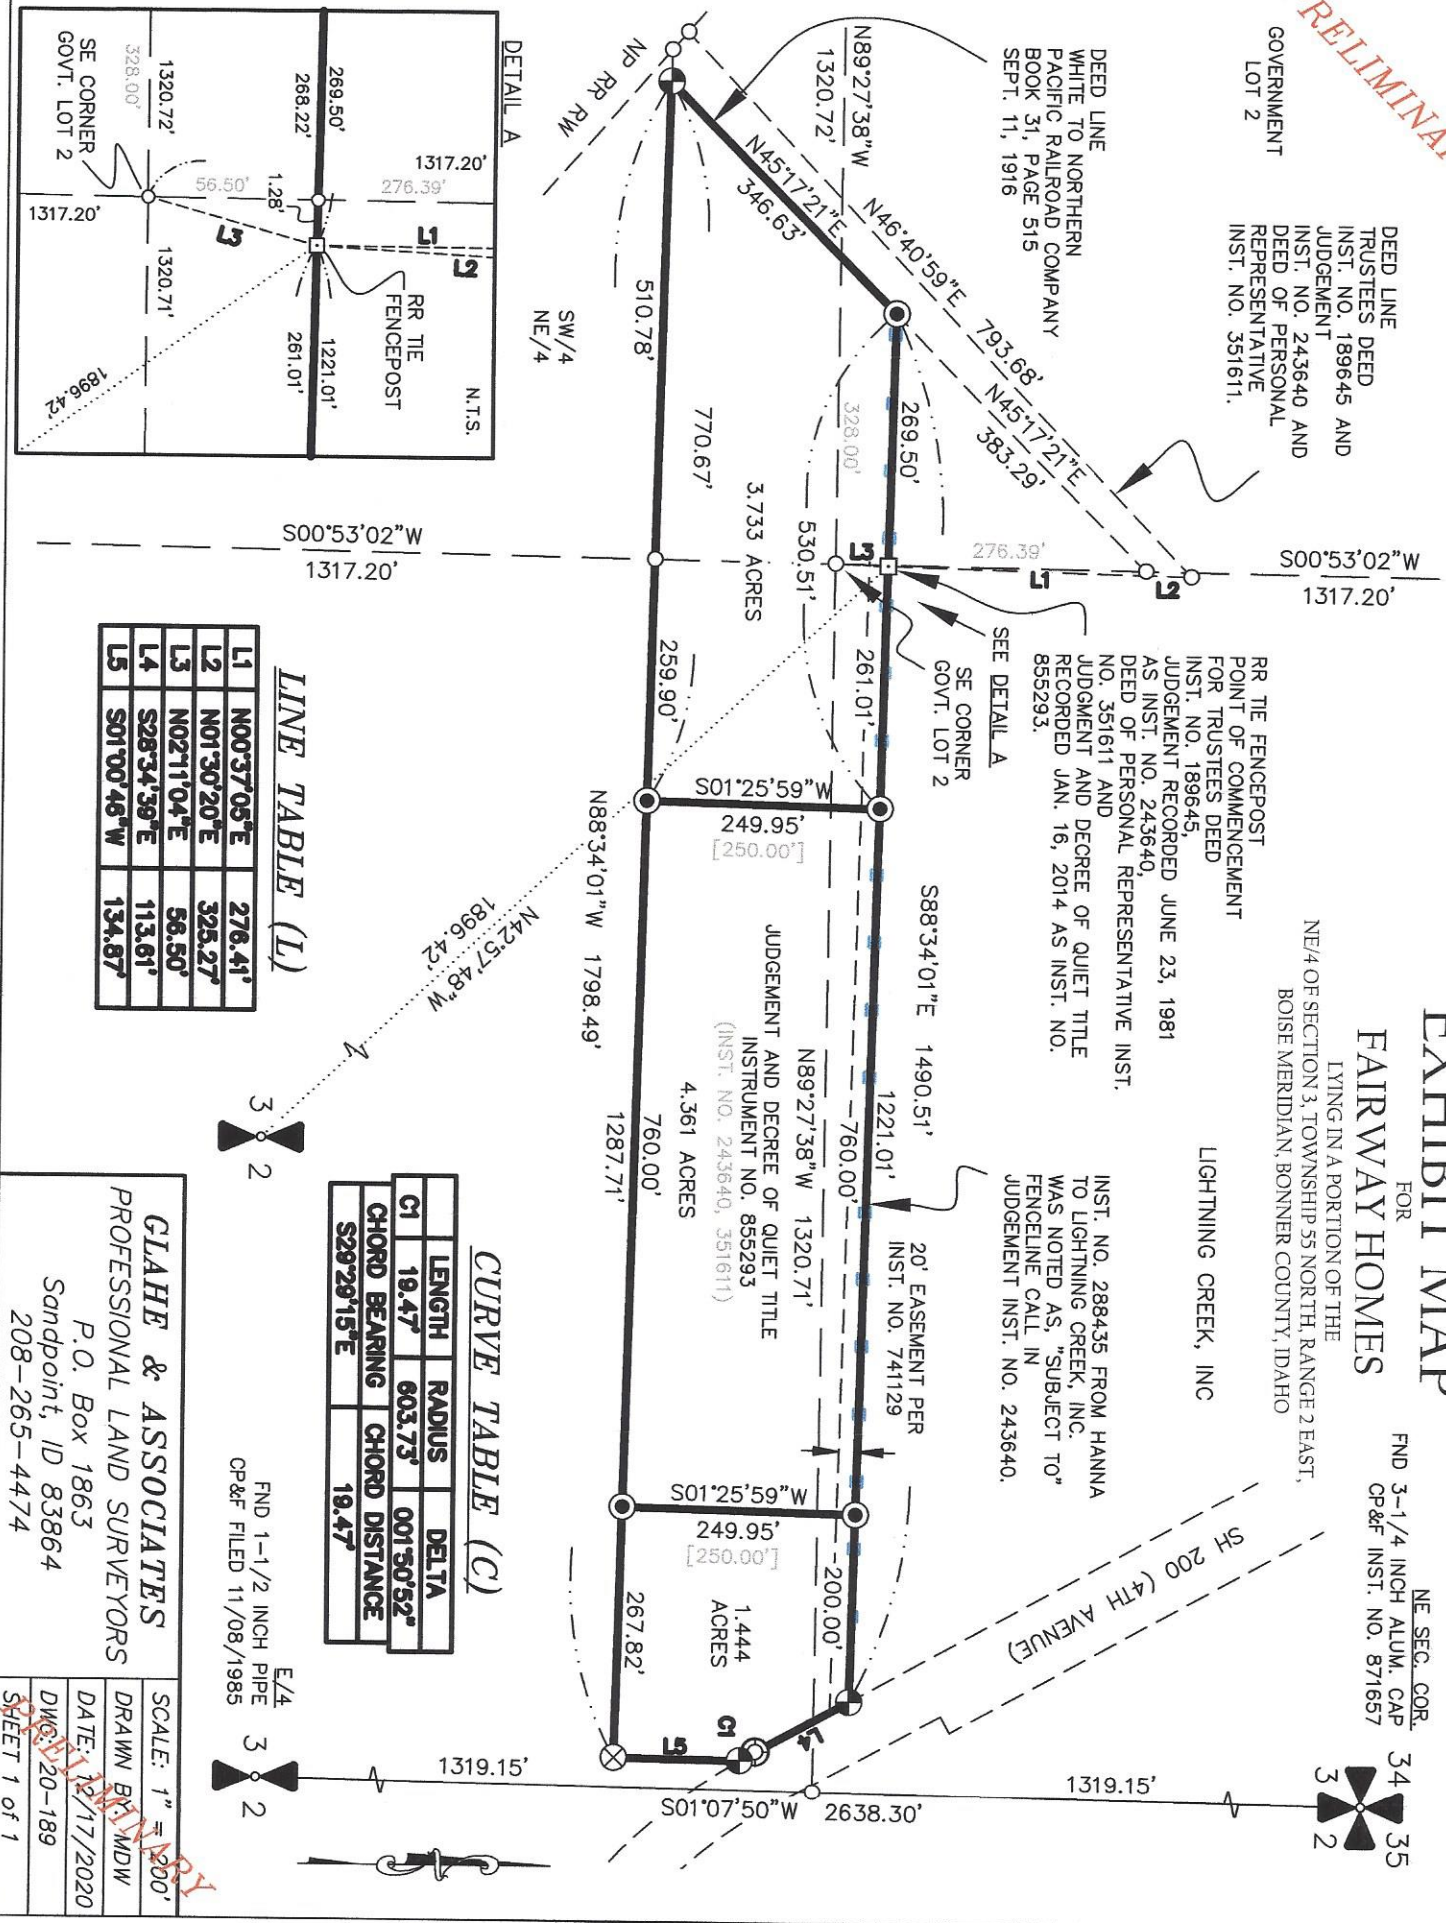 EXHIBIT MAP
FOR
FAIRWAY HOMES
LYING IN A PORTION OF THE
NE/4 OF SECTION 3, TOWNSHIP 55 NORTH, RANGE 2 EAST,
BOISE MERIDIAN, BONNER COUNTY, IDAHO
RELIMINA
GOVERNMENT
LOT 2
DEED LINE
TRUSTEES DEED
INST. NO. 189645 AND
JUDGEMENT
INST. NO. 243640 AND
DEED OF PERSONAL
REPRESENTATIVE
INST. NO. 351611.
DEED LINE
WHITE TO NORTHERN
PACIFIC RAILROAD COMPANY
BOOK 31, PAGE 515
SEPT. 11, 1916
N89°27'38"W
1320.72'
N45°17'21"E
346.63'
N46°40'59"E 793.68'
N45°17'21"E
383.29'
NP RR RW
S00°53'02"W
1317.20'
276.39'
L1
L2
L3
RR TIE FENCEPOST
POINT OF COMMENCEMENT
FOR TRUSTEES DEED
INST. NO. 189645,
JUDGEMENT RECORDED JUNE 23, 1981
AS INST. NO. 243640,
DEED OF PERSONAL REPRESENTATIVE INST.
NO. 351611 AND
JUDGMENT AND DECREE OF QUIET TITLE
RECORDED JAN. 16, 2014 AS INST. NO.
855293.
SEE DETAIL A
SE CORNER
GOVT. LOT 2
LIGHTNING CREEK, INC
INST. NO. 288435 FROM HANNA
TO LIGHTNING CREEK, INC.
WAS NOTED AS, "SUBJECT TO"
FENCELINE CALL IN
JUDGEMENT INST. NO. 243640.
20' EASEMENT PER
INST. NO. 741129
NE SEC. COR.
FND 3-1/4 INCH ALUM. CAP
CP&F INST. NO. 871657
34
35
3
2
SH 200 (4TH AVENUE)
269.50'
328.00'
530.51'
261.01'
S88°34'01"E 1490.51'
1221.01'
760.00'
200.00'
3.733 ACRES
770.67'
510.78'
SW/4
NE/4
259.90'
S01°25'59"W
249.95'
[250.00']
N89°27'38"W 1320.71'
JUDGEMENT AND DECREE OF QUIET TITLE
INSTRUMENT NO. 855293
(INST. NO. 243640, 351611)
4.361 ACRES
760.00'
1287.71'
N88°34'01"W 1798.49'
S01°25'59"W
249.95'
[250.00']
1.444
ACRES
267.82'
L4
C1
L5
1319.15'
1319.15'
S01°07'50"W 2638.30'
S00°53'02"W
1317.20'
N42°57'48"W
1896.42'
3
2
E/4
FND 1-1/2 INCH PIPE
CP&F FILED 11/08/1985
3
2
DETAIL A
N.T.S.
1317.20'
276.39'
L1
L2
269.50'
268.22'
1.28'
RR TIE
FENCEPOST
1221.01'
261.01'
56.50'
L3
1320.72'
328.00'
1320.71'
SE CORNER
GOVT. LOT 2
1317.20'
1896.42'
LINE TABLE (L)
L1 N00°37'05"E 276.41'
L2 N01°30'20"E 325.27'
L3 N02°11'04"E 56.50'
L4 S28°34'39"E 113.61'
L5 S01°00'46"W 134.87'
CURVE TABLE (C)
LENGTH RADIUS DELTA
C1 19.47' 603.73' 001°50'52"
CHORD BEARING CHORD DISTANCE
S29°29'15"E 19.47'
GLAHE & ASSOCIATES
PROFESSIONAL LAND SURVEYORS
P.O. Box 1863
Sandpoint, ID 83864
208-265-4474
SCALE: 1" = 200'
DRAWN BY: MDW
DATE: 12/17/2020
DWG: 20-189
SHEET 1 of 1
PRELIMINARY